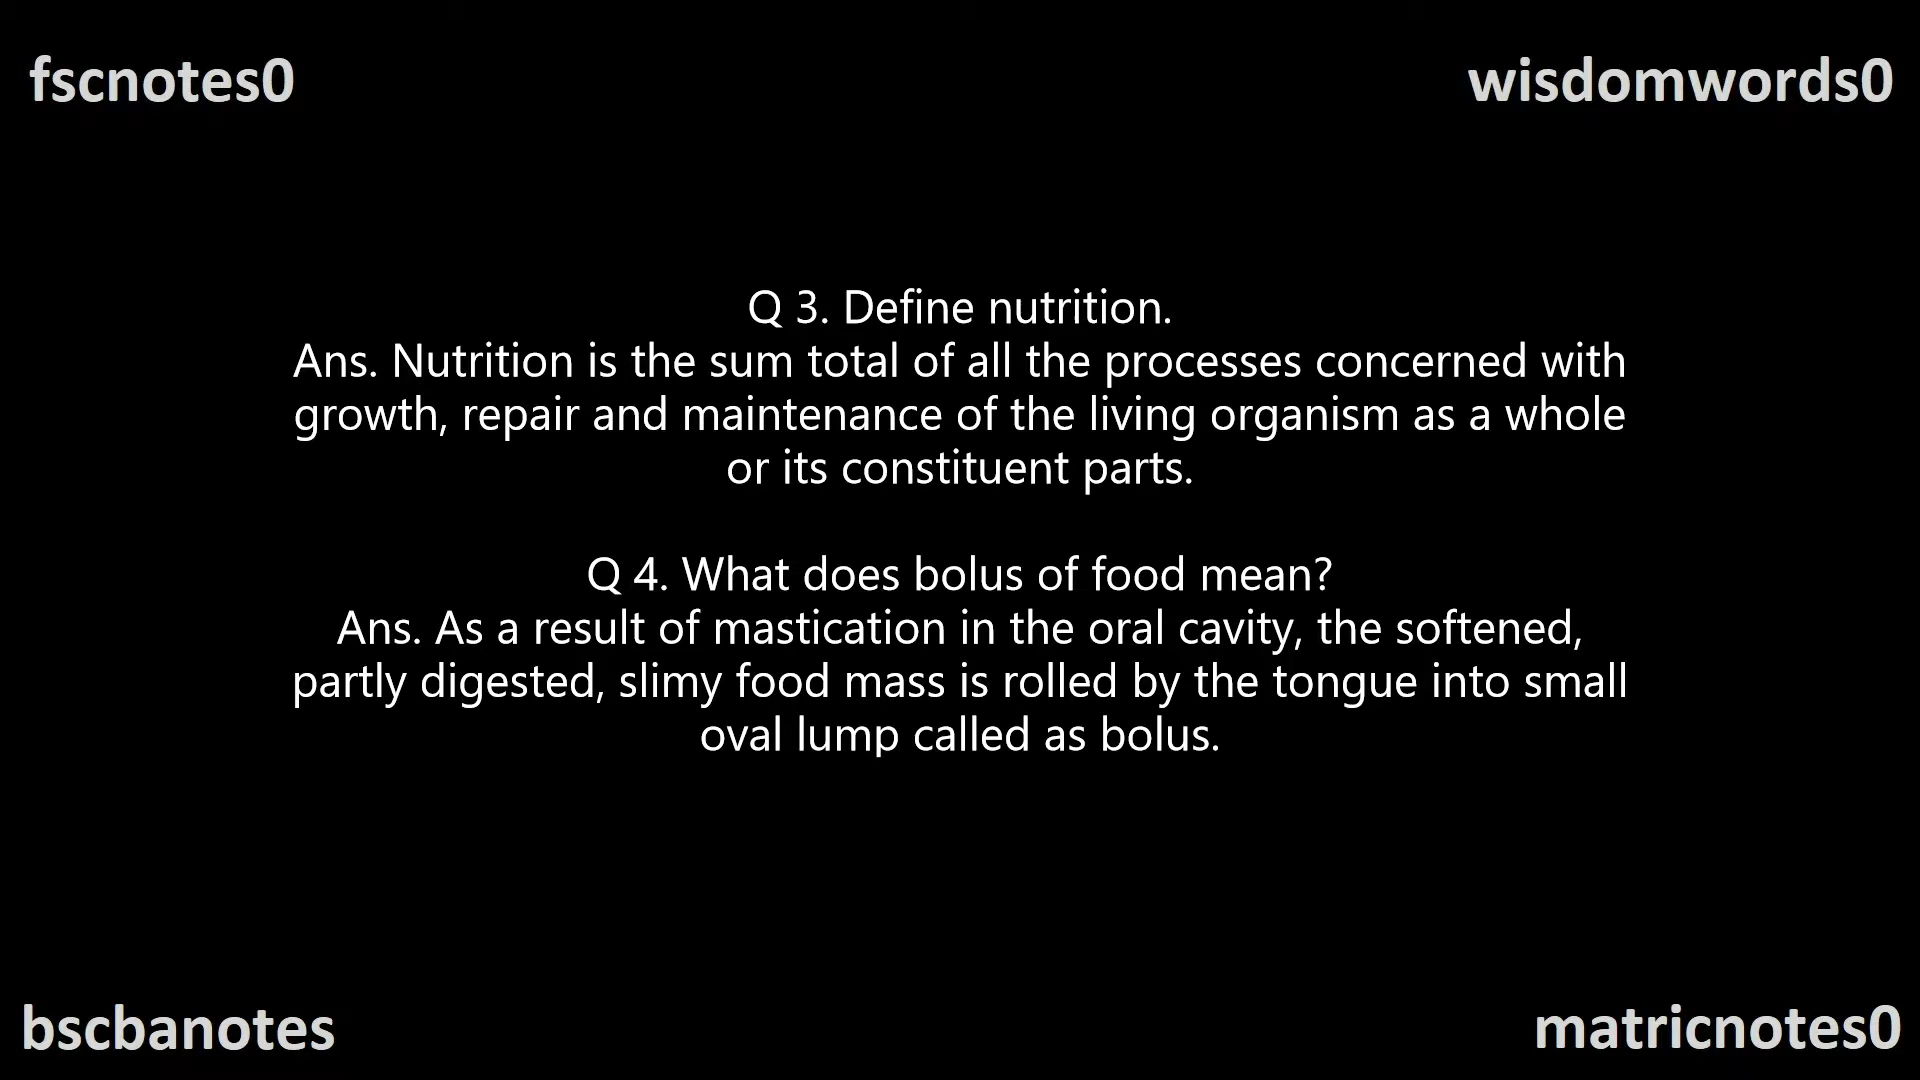 fscnotes0
wisdomwords0
Q 3. Define nutrition.
Ans. Nutrition is the sum total of all the processes concerned with
growth, repair and maintenance of the living organism as a whole
or its constituent parts.
Q 4. What does bolus of food mean?
Ans. As a result of mastication in the oral cavity, the softened,
partly digested, slimy food mass is rolled by the tongue into small
oval lump called as bolus.
bscbanotes
matricnotes0